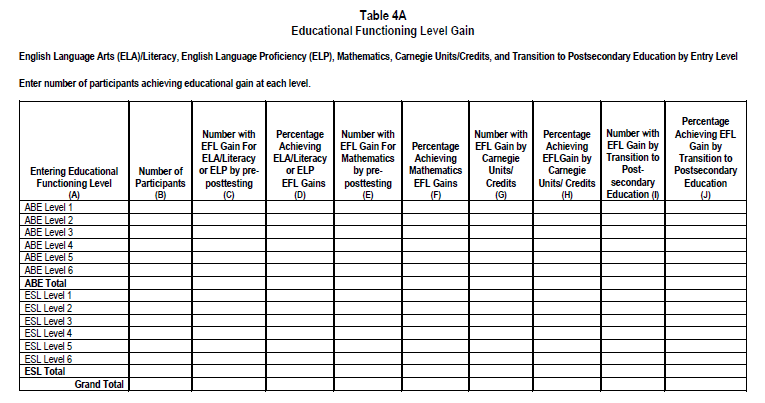 Table 4A
Educational Functioning Level Gain
English Language Arts (ELA)/Literacy, English Language Proficiency (ELP), Mathematics, Carnegie Units/Credits, and Transition to Postsecondary Education by Entry Level
Enter number of participants achieving educational gain at each level.
Entering Educational
Functioning Level
(A)
Number of
Participants
(B)
Number with
EFL Gain For
ELA/Literacy
or ELP by pre-
posttesting
(C)
Percentage
Achieving
ELA/Literacy
or ELP
EFL Gains
(D)
Number with
EFL Gain For
Mathematics
by pre-
posttesting
(E)
Percentage
Achieving
Mathematics
EFL Gains
(F)
Number with
EFL Gain by
Carnegie
Units/
Credits
(G)
Percentage
Achieving
EFLGain by
Carnegie
Units/ Credits
(H)
Number with
EFL Gain by
Transition to
Post-
secondary
Education (I)
Percentage
Achieving EFL
Gain by
Transition to
Postsecondary
Education
(J)
ABE Level 1
ABE Level 2
ABE Level 3
ABE Level 4
ABE Level 5
ABE Level 6
ABE Total
ESL Level 1
ESL Level 2
ESL Level 3
ESL Level 4
ESL Level 5
ESL Level 6
ESL Total
Grand Total